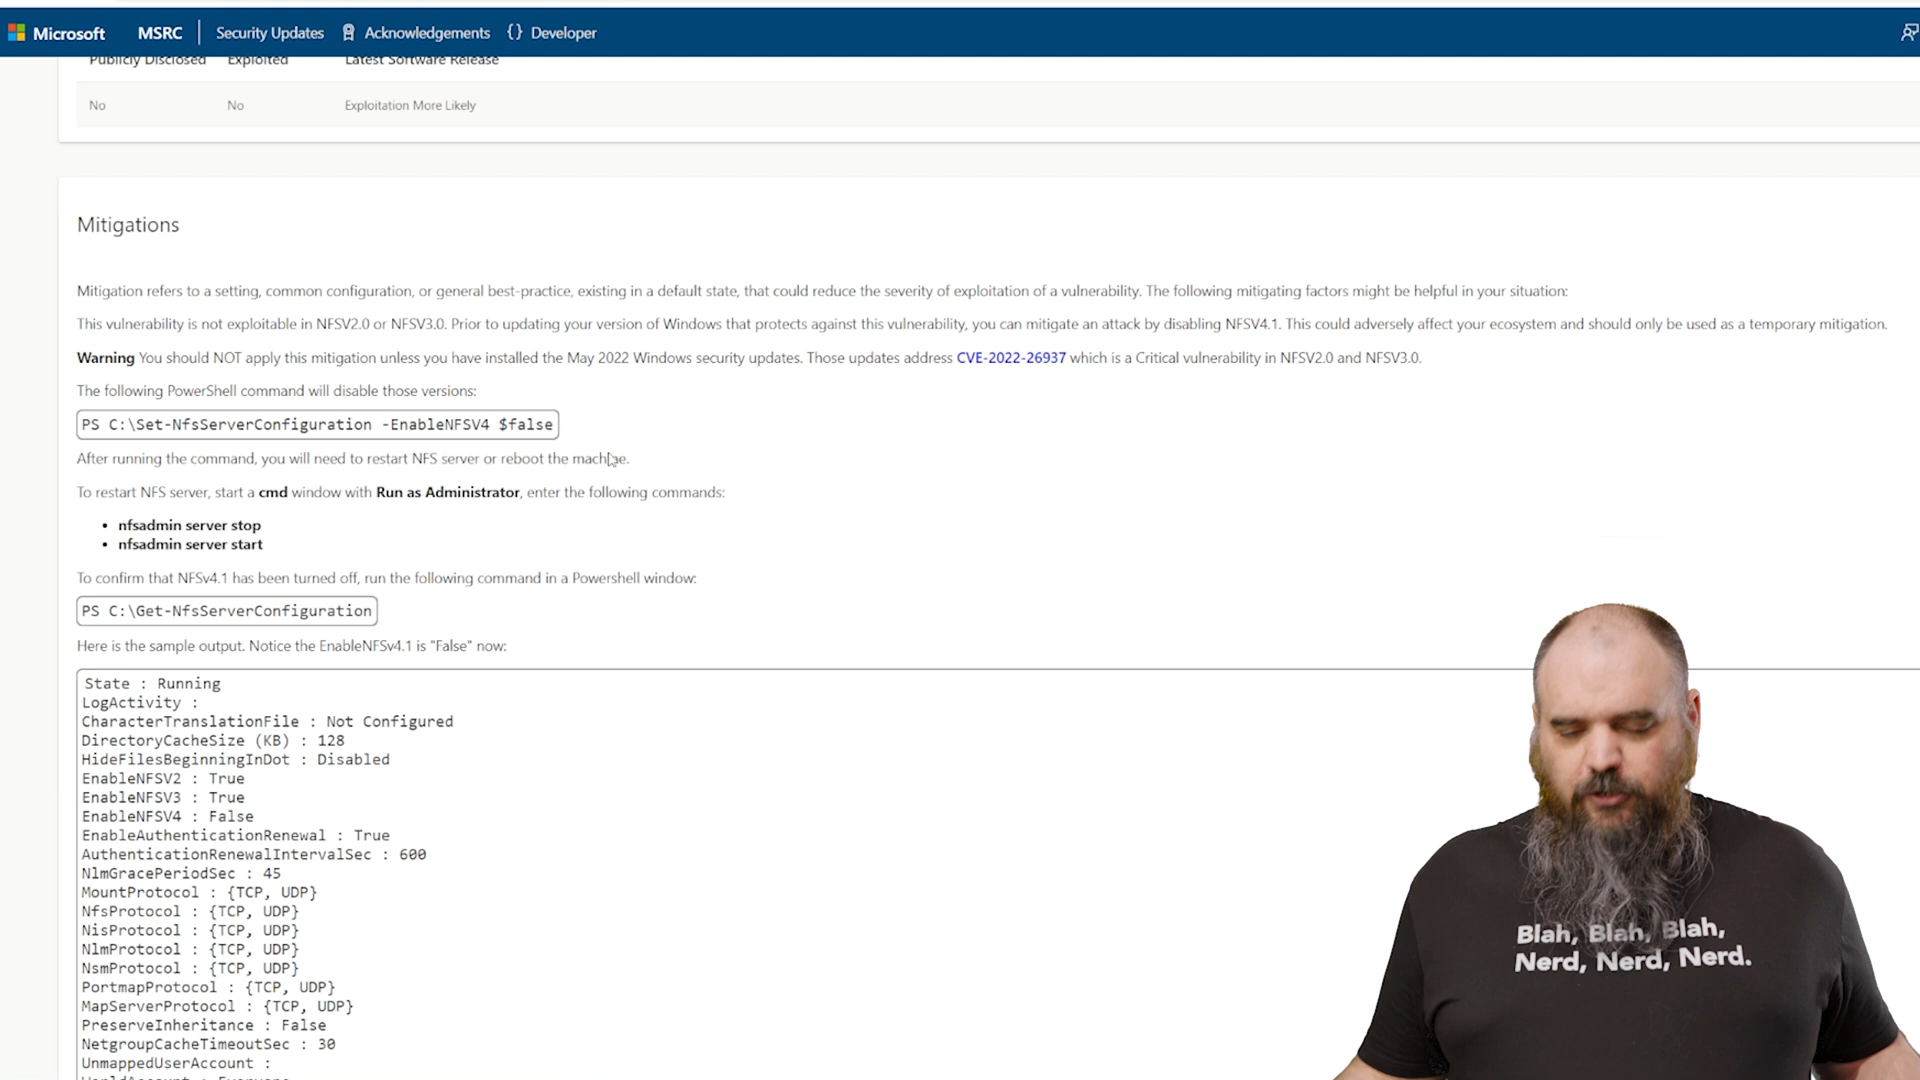 Microsoft MSRC Security Updates Acknowledgements {} Developer
Publicly Disclosed Exploited Latest Software Release
No No Exploitation More Likely
Mitigations
Mitigation refers to a setting, common configuration, or general best-practice, existing in a default state, that could reduce the severity of exploitation of a vulnerability. The following mitigating factors might be helpful in your situation:
This vulnerability is not exploitable in NFSV2.0 or NFSV3.0. Prior to updating your version of Windows that protects against this vulnerability, you can mitigate an attack by disabling NFSV4.1. This could adversely affect your ecosystem and should only be used as a temporary mitigation.
Warning You should NOT apply this mitigation unless you have installed the May 2022 Windows security updates. Those updates address CVE-2022-26937 which is a Critical vulnerability in NFSV2.0 and NFSV3.0.
The following PowerShell command will disable those versions:
PS C:\Set-NfsServerConfiguration -EnableNFSV4 $false
After running the command, you will need to restart NFS server or reboot the machine.
To restart NFS server, start a cmd window with Run as Administrator, enter the following commands:
• nfsadmin server stop
• nfsadmin server start
To confirm that NFSv4.1 has been turned off, run the following command in a Powershell window:
PS C:\Get-NfsServerConfiguration
Here is the sample output. Notice the EnableNFSv4.1 is "False" now:
State : Running
LogActivity :
CharacterTranslationFile : Not Configured
DirectoryCacheSize (KB) : 128
HideFilesBeginningInDot : Disabled
EnableNFSV2 : True
EnableNFSV3 : True
EnableNFSV4 : False
EnableAuthenticationRenewal : True
AuthenticationRenewalIntervalSec : 600
NlmGracePeriodSec : 45
MountProtocol : {TCP, UDP}
NfsProtocol : {TCP, UDP}
NisProtocol : {TCP, UDP}
NlmProtocol : {TCP, UDP}
NsmProtocol : {TCP, UDP}
PortmapProtocol : {TCP, UDP}
MapServerProtocol : {TCP, UDP}
PreserveInheritance : False
NetgroupCacheTimeoutSec : 30
UnmappedUserAccount :
Blah, Blah, Blah,
Nerd, Nerd, Nerd.